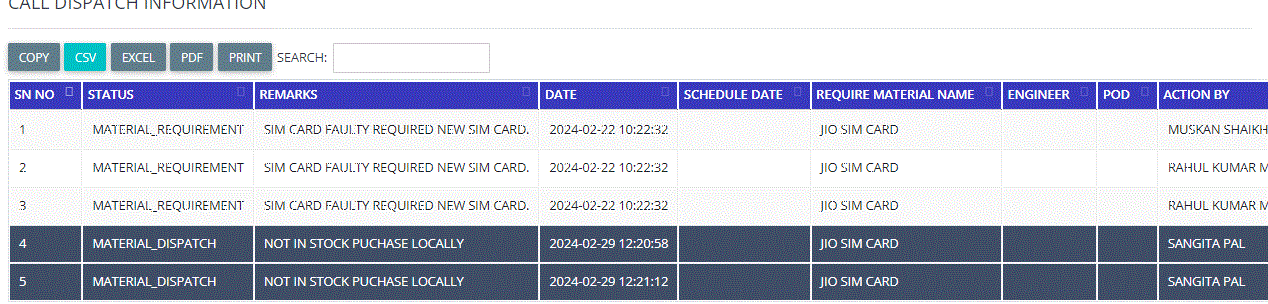 CALL DISPATCH INFORMATION
COPY CSV EXCEL PDF PRINT SEARCH:
SN NO STATUS REMARKS DATE SCHEDULE DATE REQUIRE MATERIAL NAME ENGINEER POD ACTION BY
1 MATERIAL_REQUIREMENT SIM CARD FAULTY REQUIRED NEW SIM CARD. 2024-02-22 10:22:32 JIO SIM CARD MUSKAN SHAIKH
2 MATERIAL_REQUIREMENT SIM CARD FAULTY REQUIRED NEW SIM CARD. 2024-02-22 10:22:32 JIO SIM CARD RAHUL KUMAR M
3 MATERIAL_REQUIREMENT SIM CARD FAULTY REQUIRED NEW SIM CARD. 2024-02-22 10:22:32 JIO SIM CARD RAHUL KUMAR M
4 MATERIAL_DISPATCH NOT IN STOCK PUCHASE LOCALLY 2024-02-29 12:20:58 JIO SIM CARD SANGITA PAL
5 MATERIAL_DISPATCH NOT IN STOCK PUCHASE LOCALLY 2024-02-29 12:21:12 JIO SIM CARD SANGITA PAL